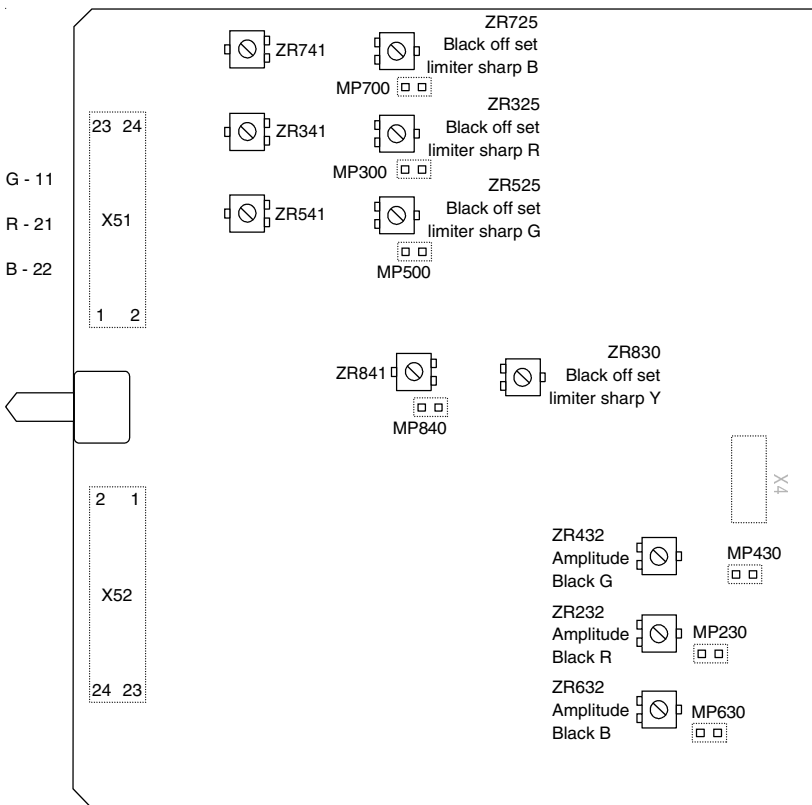 ZR725
Black off set
limiter sharp B
ZR741
MP700
ZR325
Black off set
limiter sharp R
ZR341
MP300
ZR525
Black off set
limiter sharp G
ZR541
MP500
23 24
X51
1 2
G - 11
R - 21
B - 22
ZR841
MP840
ZR830
Black off set
limiter sharp Y
X4
2 1
X52
24 23
ZR432
Amplitude
Black G
MP430
ZR232
Amplitude
Black R
MP230
ZR632
Amplitude
Black B
MP630